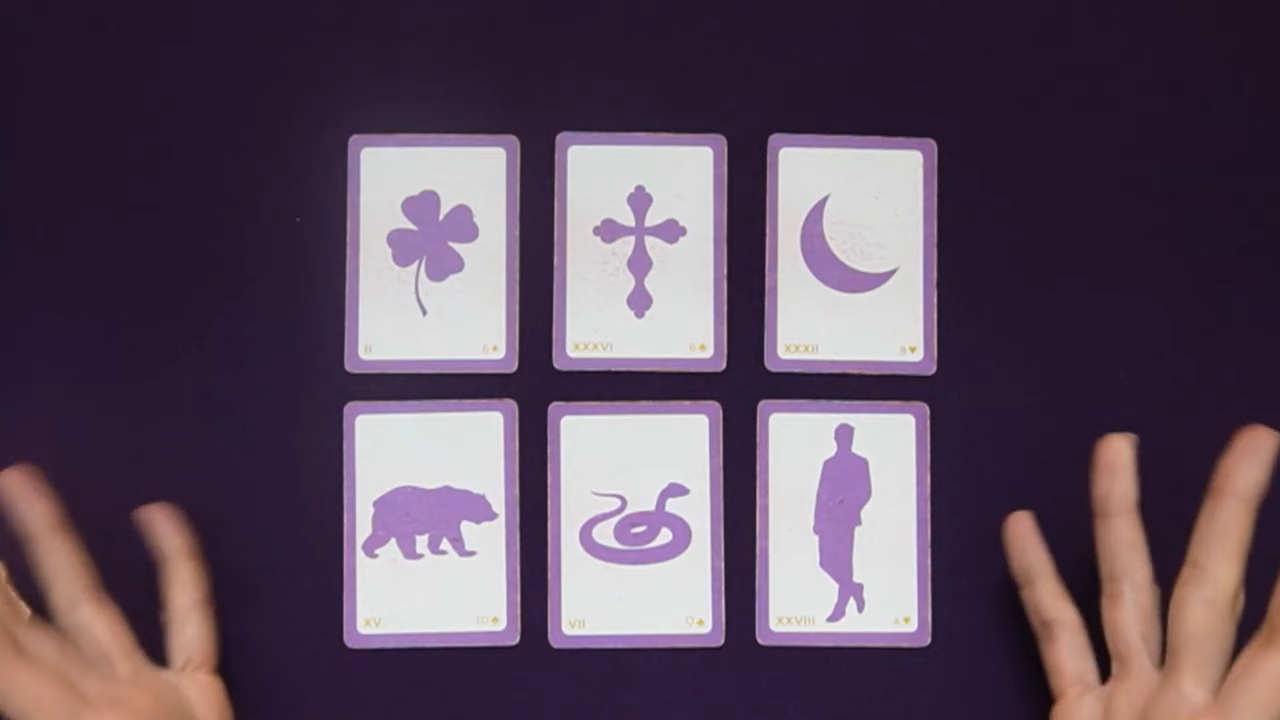 II 6♦
XXXVI 6♣
XXXII 8♥
XV 10♣
VII Q♣
XXVIII A♥